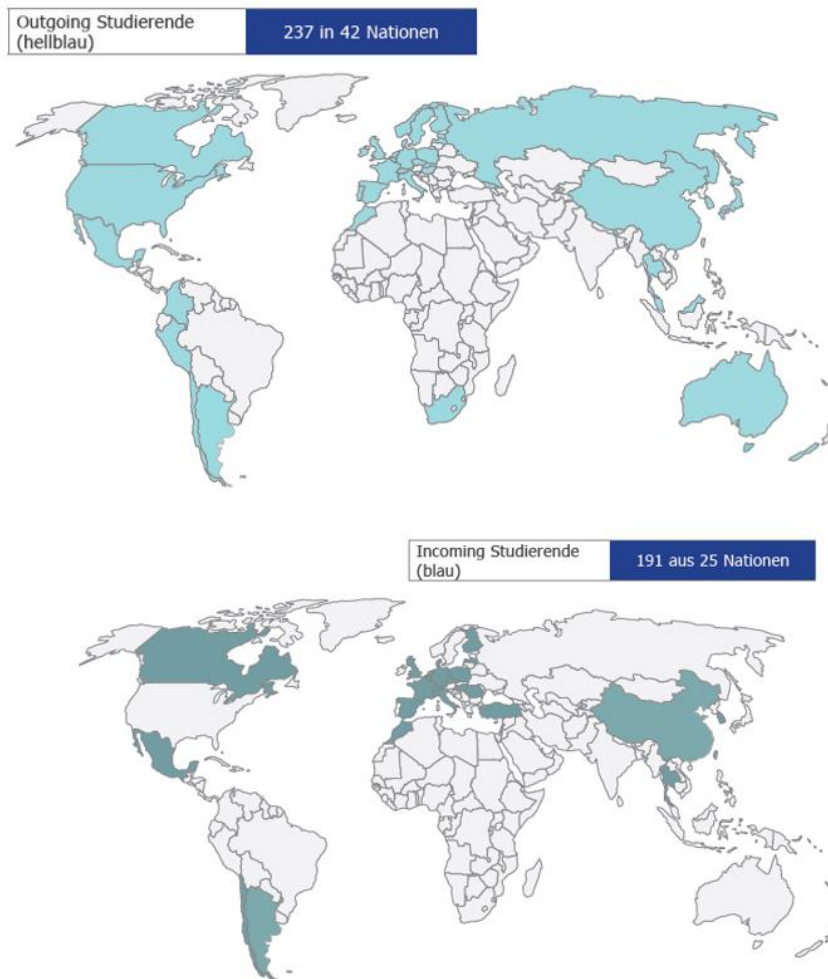 Outgoing Studierende
(hellblau)
237 in 42 Nationen
Incoming Studierende
(blau)
191 aus 25 Nationen